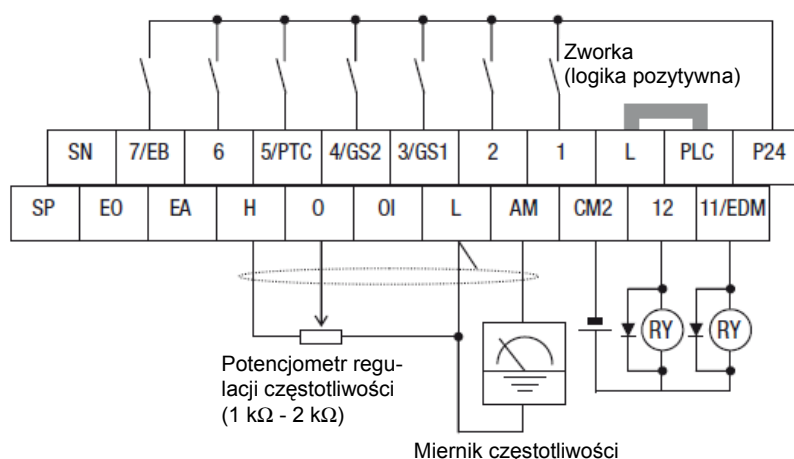 Zworka
(logika pozytywna)
SN 7/EB 6 5/PTC 4/GS2 3/GS1 2 1 L PLC P24
SP EO EA H O OI L AM CM2 12 11/EDM
RY RY
Potencjometr regu-
lacji częstotliwości
(1 kΩ - 2 kΩ)
Miernik częstotliwości